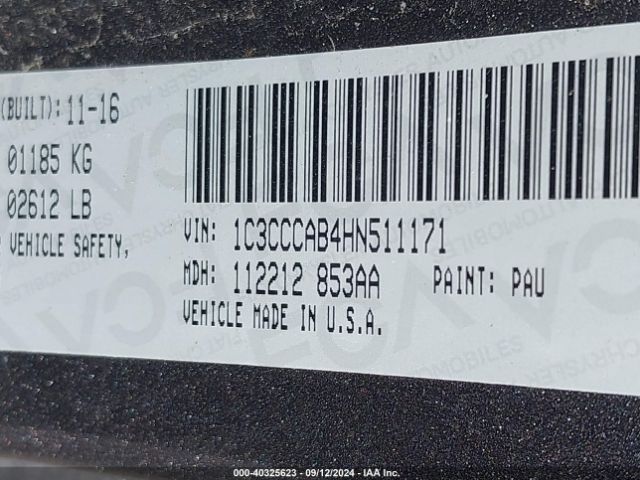 (BUILT): 11-16
01185 KG
02612 LB
VEHICLE SAFETY,
VIN: 1C3CCCAB4HN511171
MDH: 112212 853AA PAINT: PAU
VEHICLE MADE IN U.S.A.
000-40325623 - 09/12/2024 - IAA Inc.